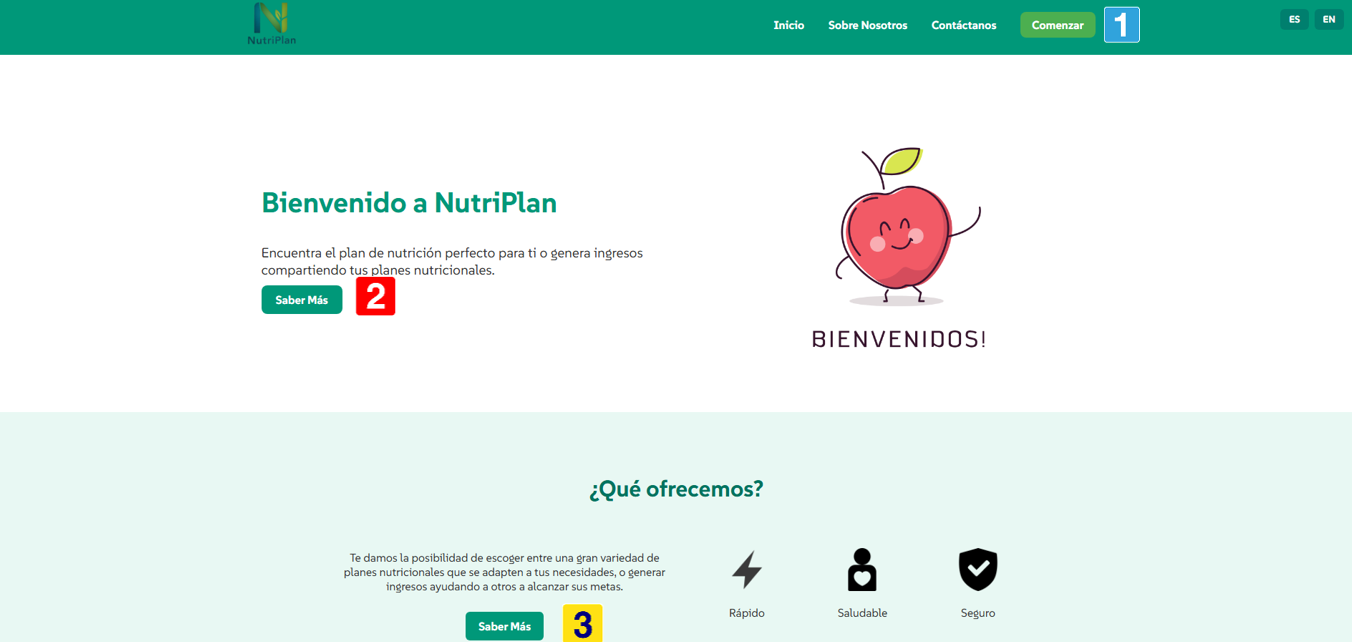 NutriPlan
Inicio Sobre Nosotros Contáctanos Comenzar 1 ES EN
Bienvenido a NutriPlan
Encuentra el plan de nutrición perfecto para ti o genera ingresos
compartiendo tus planes nutricionales.
Saber Más 2
BIENVENIDOS!
¿Qué ofrecemos?
Te damos la posibilidad de escoger entre una gran variedad de
planes nutricionales que se adapten a tus necesidades, o generar
ingresos ayudando a otros a alcanzar sus metas.
Rápido Saludable Seguro
Saber Más 3